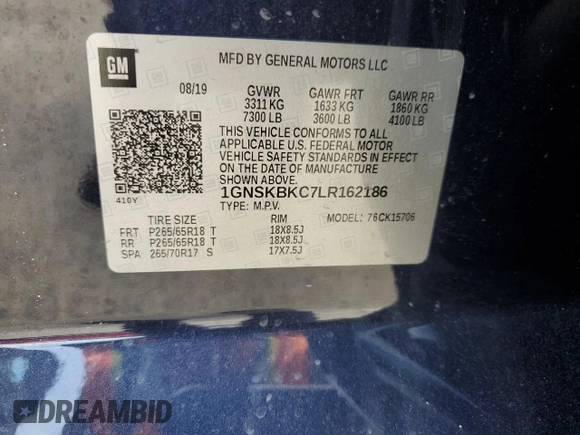 GM
MFD BY GENERAL MOTORS LLC
08/19 GVWR GAWR FRT GAWR RR
3311 KG 1633 KG 1860 KG
7300 LB 3600 LB 4100 LB
THIS VEHICLE CONFORMS TO ALL
APPLICABLE U.S. FEDERAL MOTOR
VEHICLE SAFETY STANDARDS IN EFFECT
ON THE DATE OF MANUFACTURE
SHOWN ABOVE.
1GNSKBKC7LR162186
410Y TYPE: M.P.V.
TIRE SIZE RIM MODEL: 76CK15706
FRT P265/65R18 T 18X8.5J
RR P265/65R18 T 18X8.5J
SPA 265/70R17 S 17X7.5J
DREAMBID